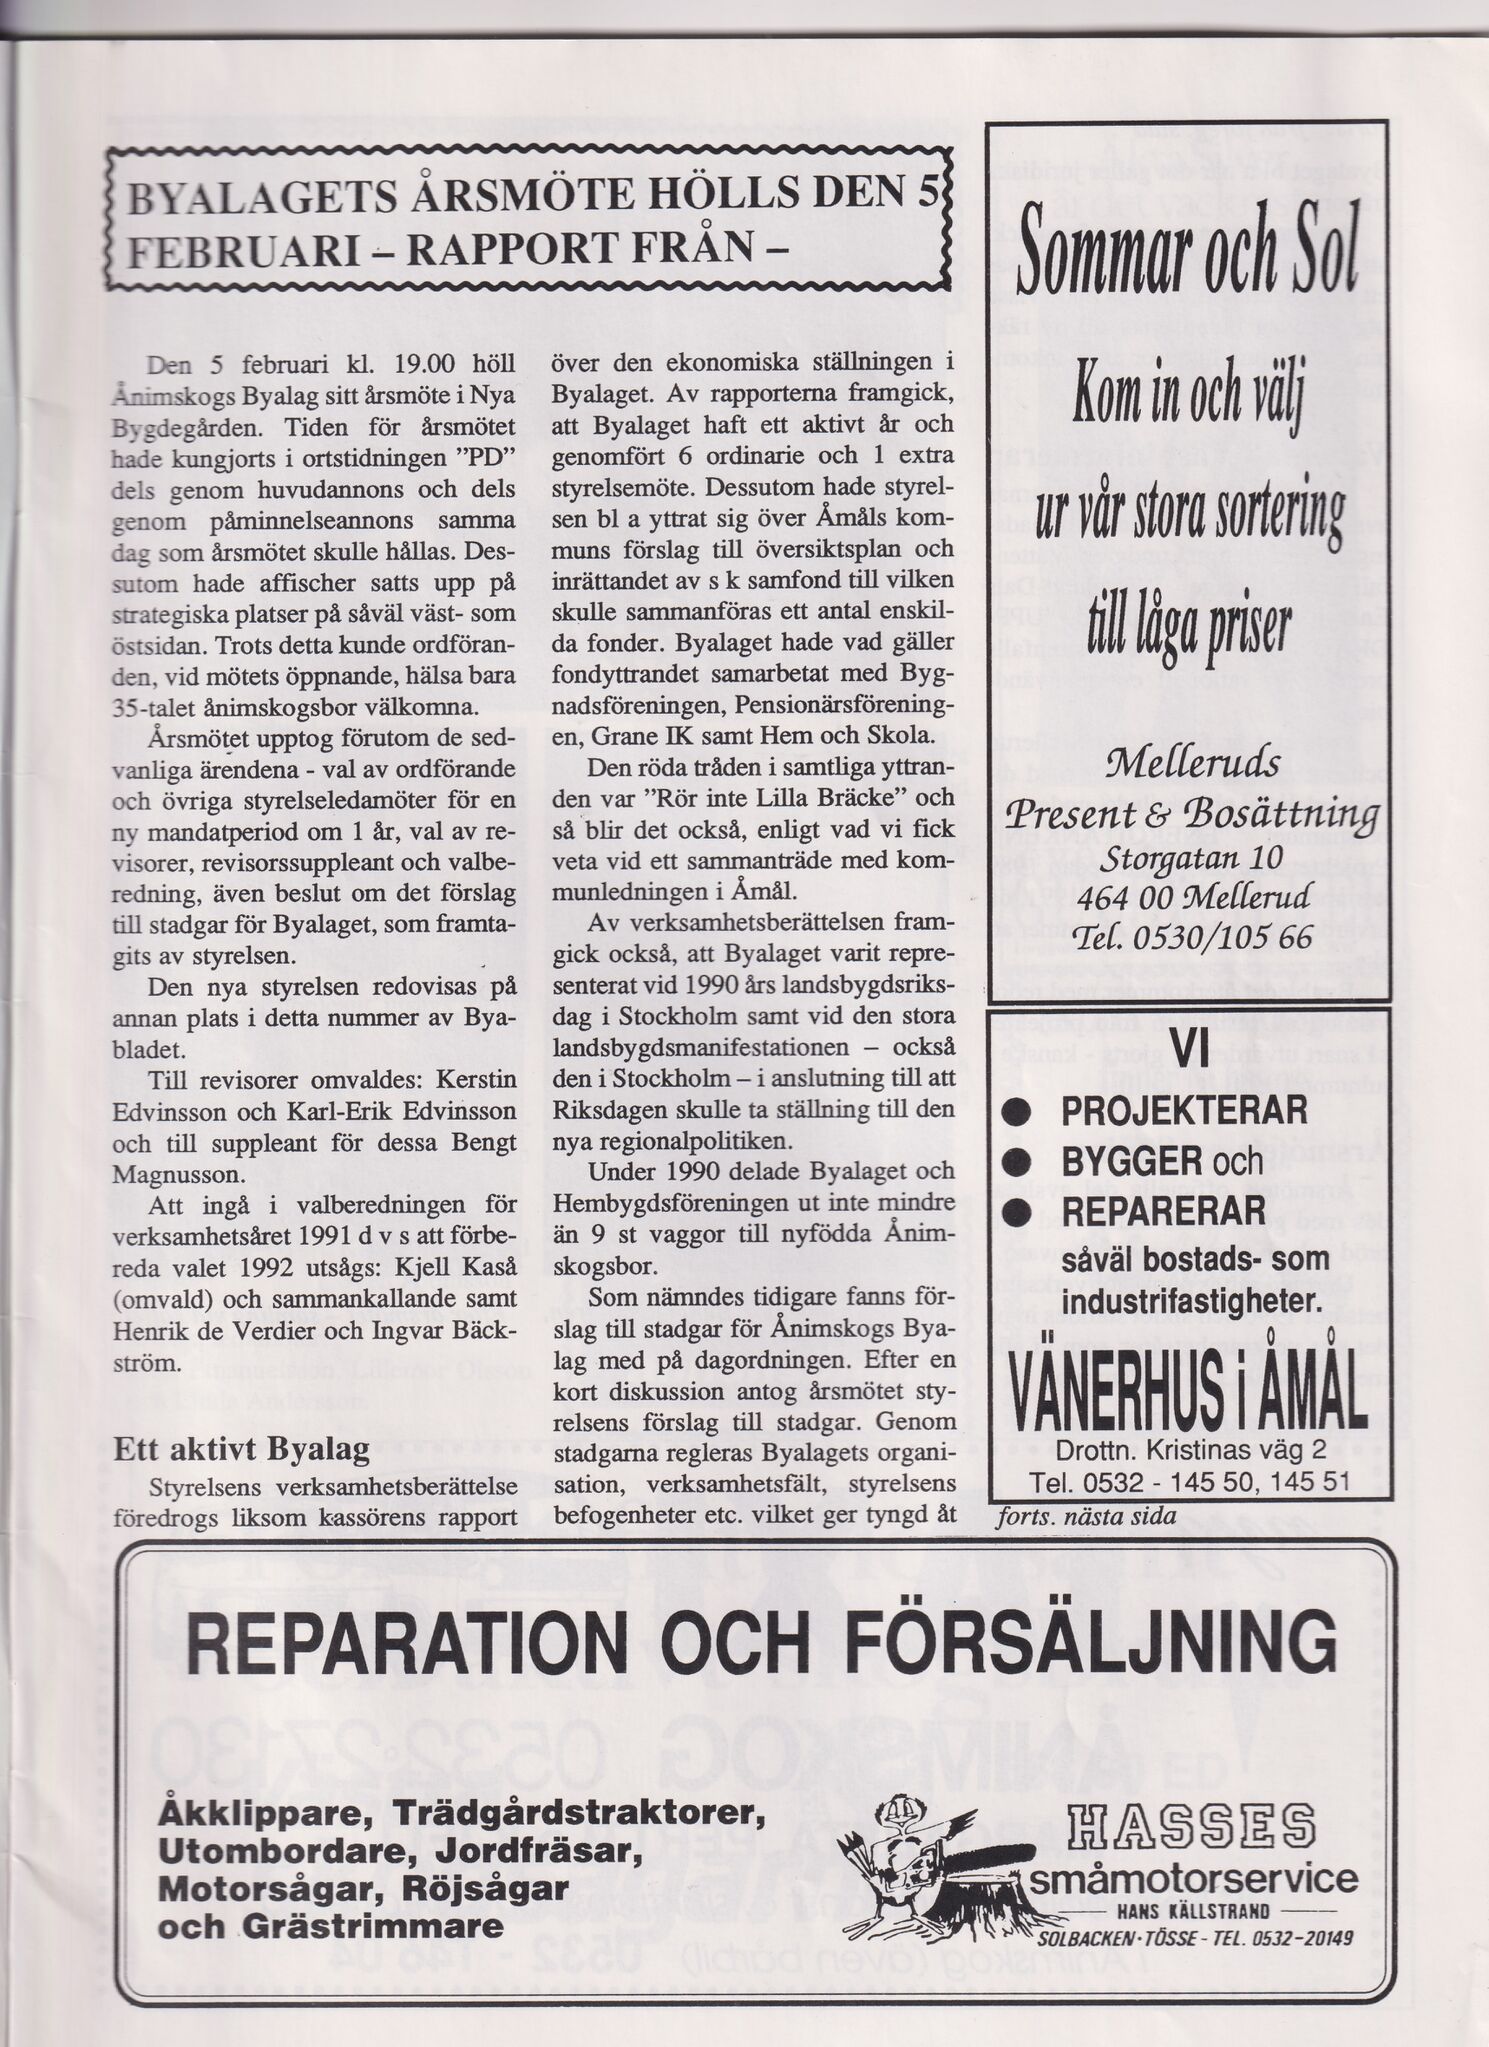 BYALAGETS ÅRSMÖTE HÖLLS DEN 5
FEBRUARI – RAPPORT FRÅN –
Den 5 februari kl. 19.00 höll
Ånimskogs Byalag sitt årsmöte i Nya
Bygdegården. Tiden för årsmötet
hade kungjorts i ortstidningen ”PD”
dels genom huvudannons och dels
genom påminnelseannons samma
dag som årsmötet skulle hållas. Des-
sutom hade affischer satts upp på
strategiska platser på såväl väst- som
östsidan. Trots detta kunde ordföran-
den, vid mötets öppnande, hälsa bara
35-talet ånimskogsbor välkomna.
Årsmötet upptog förutom de sed-
vanliga ärendena - val av ordförande
och övriga styrelseledamöter för en
ny mandatperiod om 1 år, val av re-
visorer, revisorssuppleant och valbe-
redning, även beslut om det förslag
till stadgar för Byalaget, som framta-
gits av styrelsen.
Den nya styrelsen redovisas på
annan plats i detta nummer av Bya-
bladet.
Till revisorer omvaldes: Kerstin
Edvinsson och Karl-Erik Edvinsson
och till suppleant för dessa Bengt
Magnusson.
Att ingå i valberedningen för
verksamhetsåret 1991 d v s att förbe-
reda valet 1992 utsågs: Kjell Kaså
(omvald) och sammankallande samt
Henrik de Verdier och Ingvar Bäck-
ström.
Ett aktivt Byalag
Styrelsens verksamhetsberättelse
föredrogs liksom kassörens rapport
över den ekonomiska ställningen i
Byalaget. Av rapporterna framgick,
att Byalaget haft ett aktivt år och
genomfört 6 ordinarie och 1 extra
styrelsemöte. Dessutom hade styrel-
sen bl a yttrat sig över Åmåls kom-
muns förslag till översiktsplan och
inrättandet av s k samfond till vilken
skulle sammanföras ett antal enskil-
da fonder. Byalaget hade vad gäller
fondyttrandet samarbetat med Byg-
nadsföreningen, Pensionärsförening-
en, Grane IK samt Hem och Skola.
Den röda tråden i samtliga yttran-
den var ”Rör inte Lilla Bräcke” och
så blir det också, enligt vad vi fick
veta vid ett sammanträde med kom-
munledningen i Åmål.
Av verksamhetsberättelsen fram-
gick också, att Byalaget varit repre-
senterat vid 1990 års landsbygdsriks-
dag i Stockholm samt vid den stora
landsbygdsmanifestationen – också
den i Stockholm – i anslutning till att
Riksdagen skulle ta ställning till den
nya regionalpolitiken.
Under 1990 delade Byalaget och
Hembygdsföreningen ut inte mindre
än 9 st vaggor till nyfödda Ånim-
skogsbor.
Som nämndes tidigare fanns för-
slag till stadgar för Ånimskogs Bya-
lag med på dagordningen. Efter en
kort diskussion antog årsmötet sty-
relsens förslag till stadgar. Genom
stadgarna regleras Byalagets organi-
sation, verksamhetsfält, styrelsens
befogenheter etc. vilket ger tyngd åt
Sommar och Sol
Kom in och välj
ur vår stora sortering
till låga priser
Melleruds
Present & Bosättning
Storgatan 10
464 00 Mellerud
Tel. 0530/105 66
VI
● PROJEKTERAR
● BYGGER och
● REPARERAR
såväl bostads- som
industrifastigheter.
VÄNERHUS i ÅMÅL
Drottn. Kristinas väg 2
Tel. 0532 - 145 50, 145 51
forts. nästa sida
REPARATION OCH FÖRSÄLJNING
Åkklippare, Trädgårdstraktorer,
Utombordare, Jordfräsar,
Motorsågar, Röjsågar
och Grästrimmare
HASSES
småmotorservice
HANS KÄLLSTRAND
SOLBACKEN · TÖSSE - TEL. 0532-20149